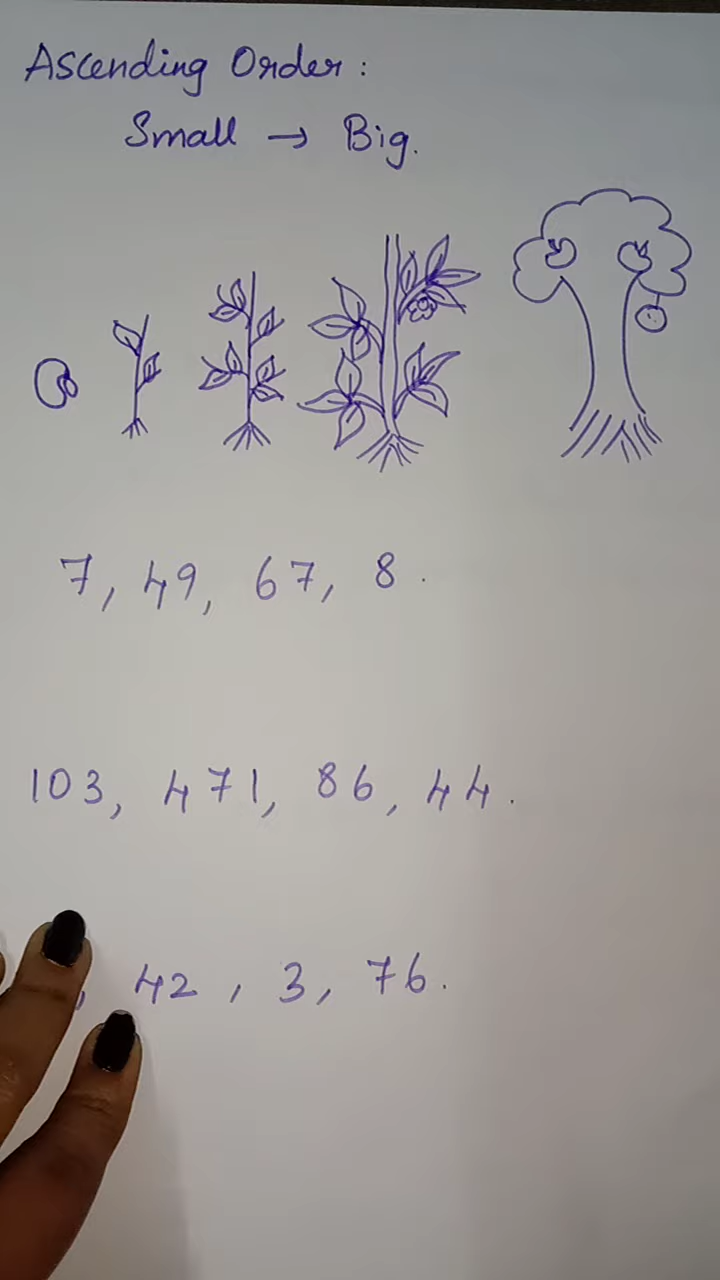 Ascending Order :
Small → Big.
7, 49, 67, 8.
103, 471, 86, 44.
, 42, 3, 76.